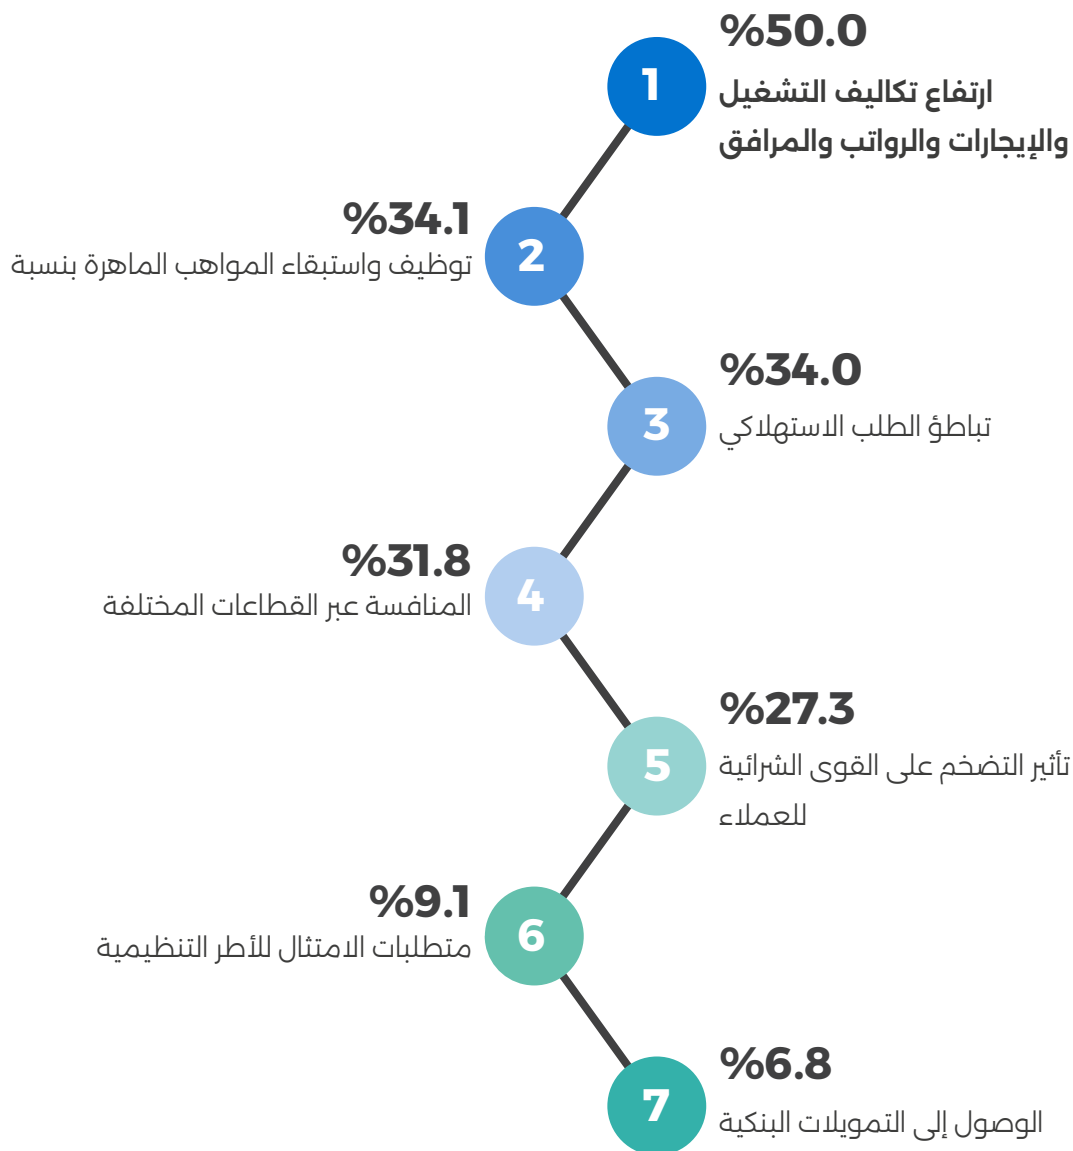 %50.0
1
ارتفاع تكاليف التشغيل
والإيجارات والرواتب والمرافق
%34.1
2
توظيف واستبقاء المواهب الماهرة بنسبة
%34.0
3
تباطؤ الطلب الاستهلاكي
%31.8
4
المنافسة عبر القطاعات المختلفة
%27.3
5
تأثير التضخم على القوى الشرائية
للعملاء
%9.1
6
متطلبات الامتثال للأطر التنظيمية
%6.8
7
الوصول إلى التمويلات البنكية